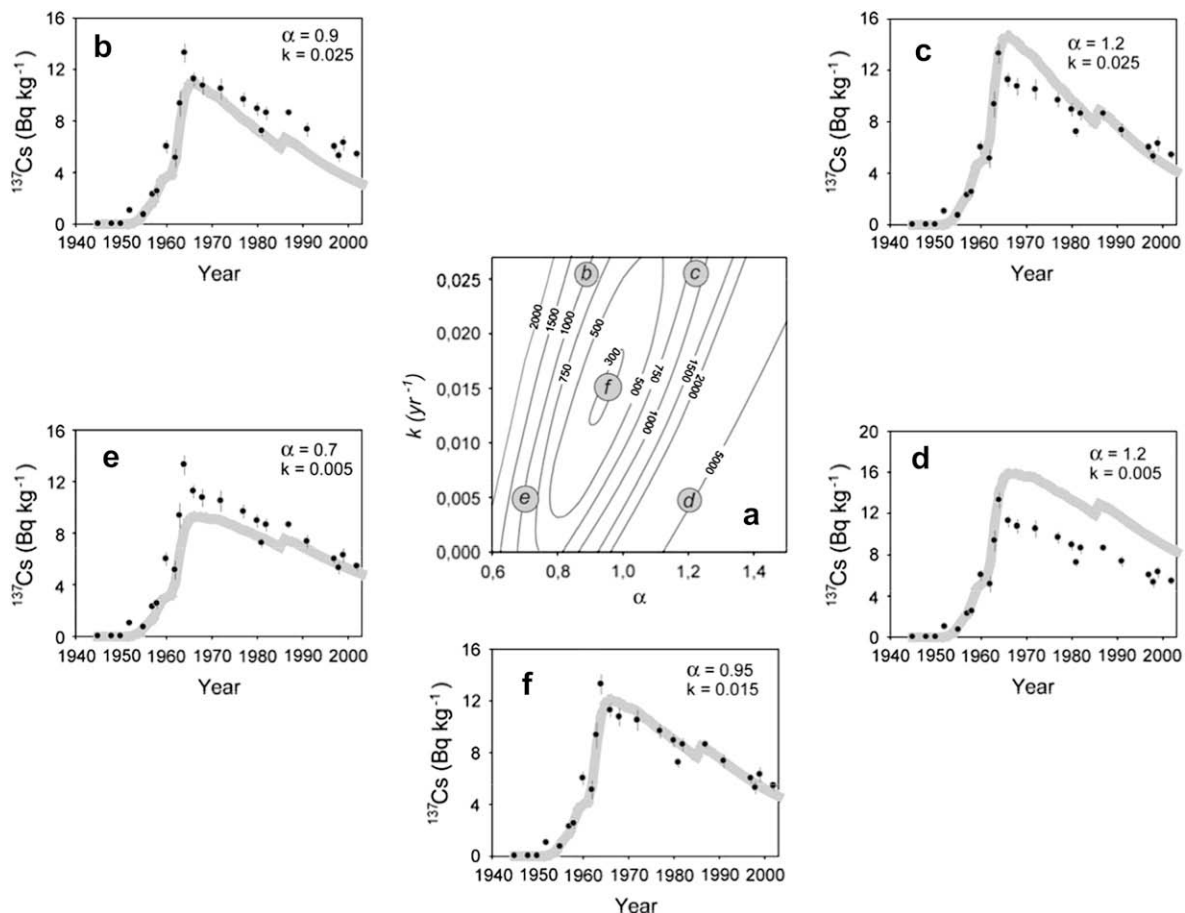 b
α = 0.9
k = 0.025
137Cs (Bq kg-1)
16
12
8
4
0
1940 1950 1960 1970 1980 1990 2000
Year
c
α = 1.2
k = 0.025
137Cs (Bq kg-1)
16
12
8
4
0
1940 1950 1960 1970 1980 1990 2000
Year
a
k (yr-1)
0,025
0,020
0,015
0,010
0,005
0,000
0,6 0,8 1,0 1,2 1,4
α
b
c
f
e
d
2000
1500
1000
750
500
300
500
750
1000
1500
2000
5000
e
α = 0.7
k = 0.005
137Cs (Bq kg-1)
16
12
8
4
0
1940 1950 1960 1970 1980 1990 2000
Year
d
α = 1.2
k = 0.005
137Cs (Bq kg-1)
20
16
12
8
4
0
1940 1950 1960 1970 1980 1990 2000
Year
f
α = 0.95
k = 0.015
137Cs (Bq kg-1)
16
12
8
4
0
1940 1950 1960 1970 1980 1990 2000
Year